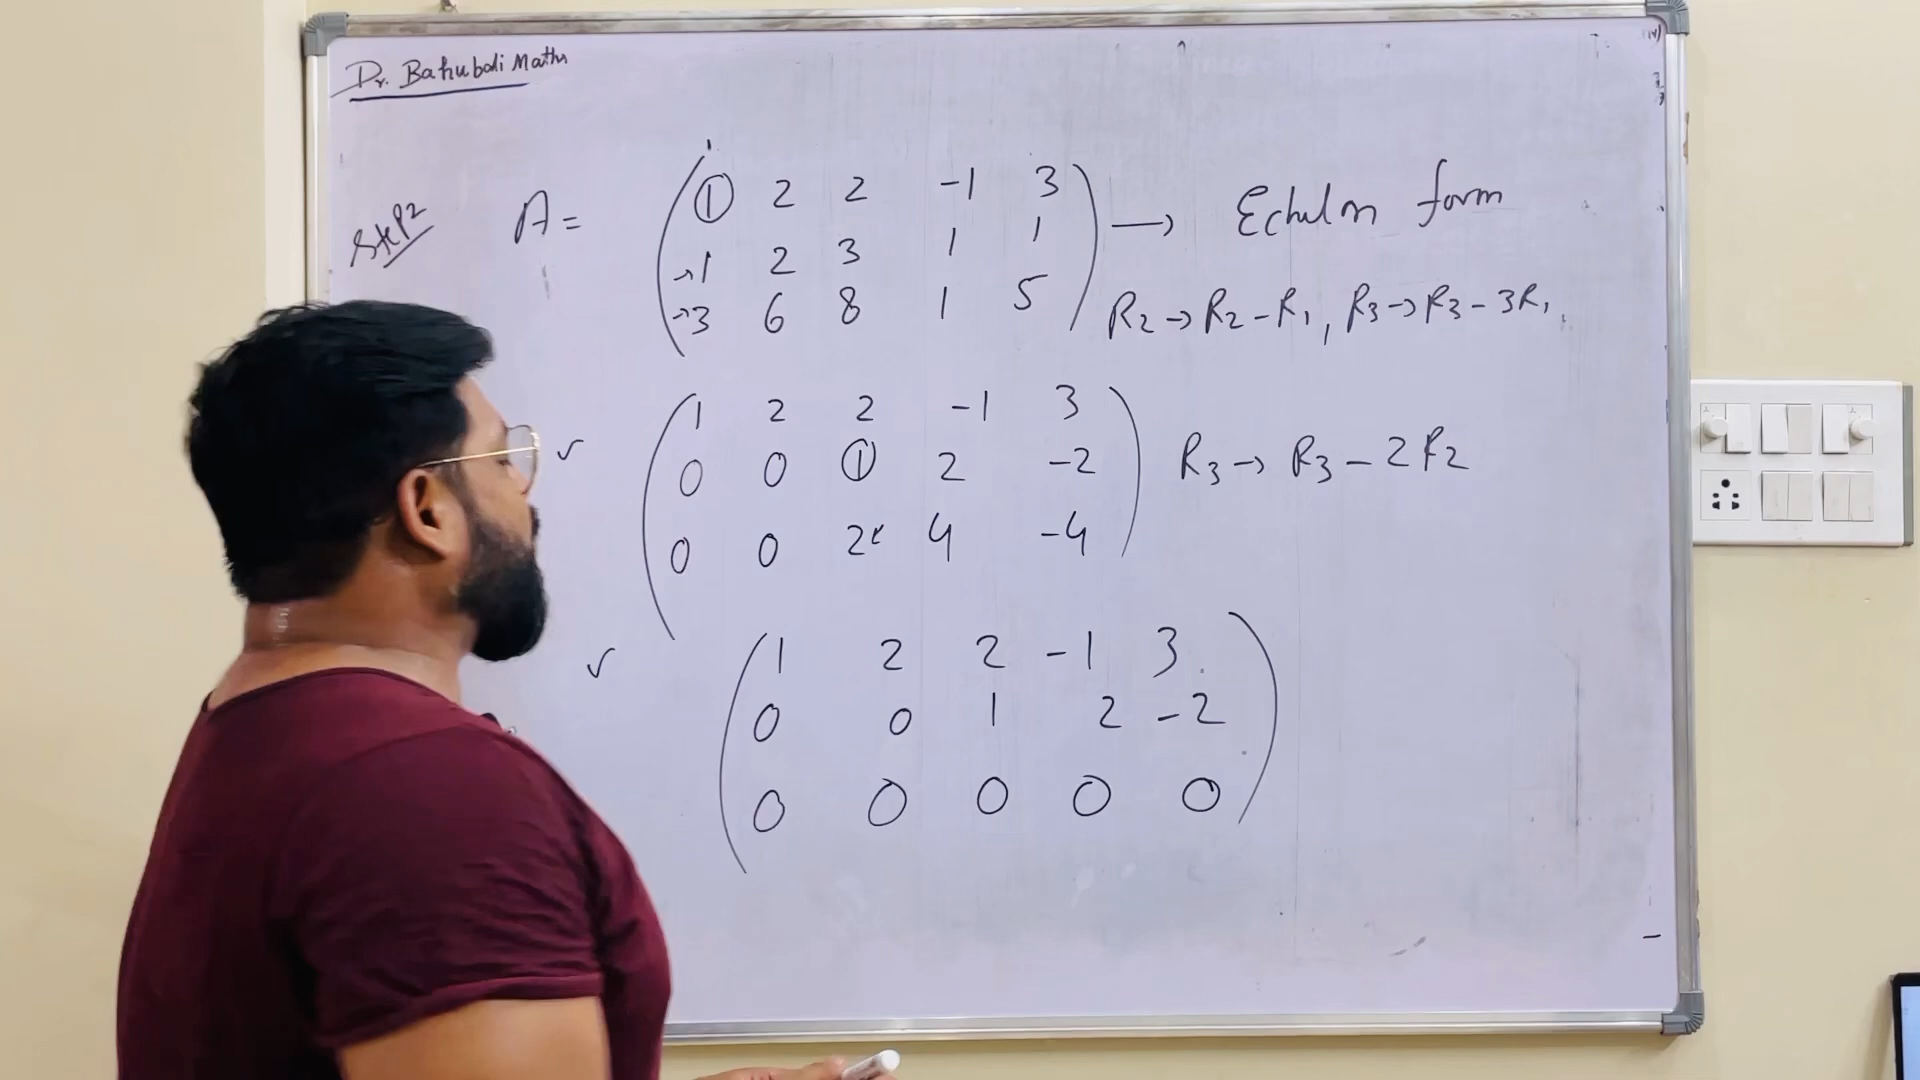 Dr. Bahubali Maths
Step2 A = 1 2 2 -1 3 → Echelon form
→1 2 3 1 1
→3 6 8 1 5 R2→R2-R1, R3→R3-3R1,
✓ 1 2 2 -1 3
0 0 1 2 -2 R3→R3-2R2
0 0 2 4 -4
✓ 1 2 2 -1 3
0 0 1 2 -2
0 0 0 0 0